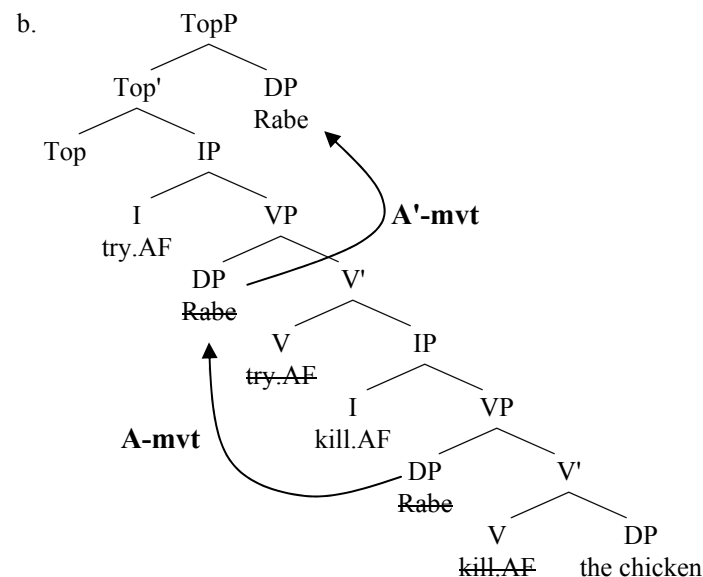 b. TopP
Top' DP
Rabe
Top IP
I VP
A'-mvt
try.AF
DP V'
Rabe
V IP
try.AF
I VP
kill.AF
A-mvt
DP V'
Rabe
V DP
kill.AF the chicken